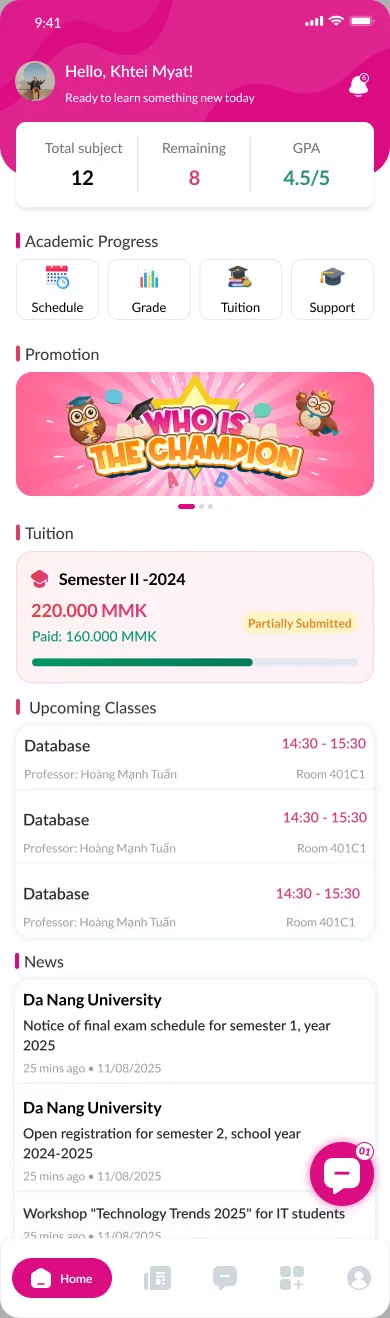 9:41
Hello, Khtei Myat!
Ready to learn something new today
6
Total subject
Remaining
GPA
12
8
4.5/5
Academic Progress
Schedule
Grade
Tuition
Support
Promotion
WHO IS
THE CHAMPION
A B
Tuition
Semester II -2024
220.000 MMK
Paid: 160.000 MMK
Partially Submitted
Upcoming Classes
Database
14:30 - 15:30
Professor: Hoàng Mạnh Tuấn
Room 401C1
Database
14:30 - 15:30
Professor: Hoàng Mạnh Tuấn
Room 401C1
Database
14:30 - 15:30
Professor: Hoàng Mạnh Tuấn
Room 401C1
News
Da Nang University
Notice of final exam schedule for semester 1, year
2025
25 mins ago • 11/08/2025
Da Nang University
Open registration for semester 2, school year
2024-2025
25 mins ago • 11/08/2025
01
Workshop "Technology Trends 2025" for IT students
25 mins ago • 11/08/2025
Home